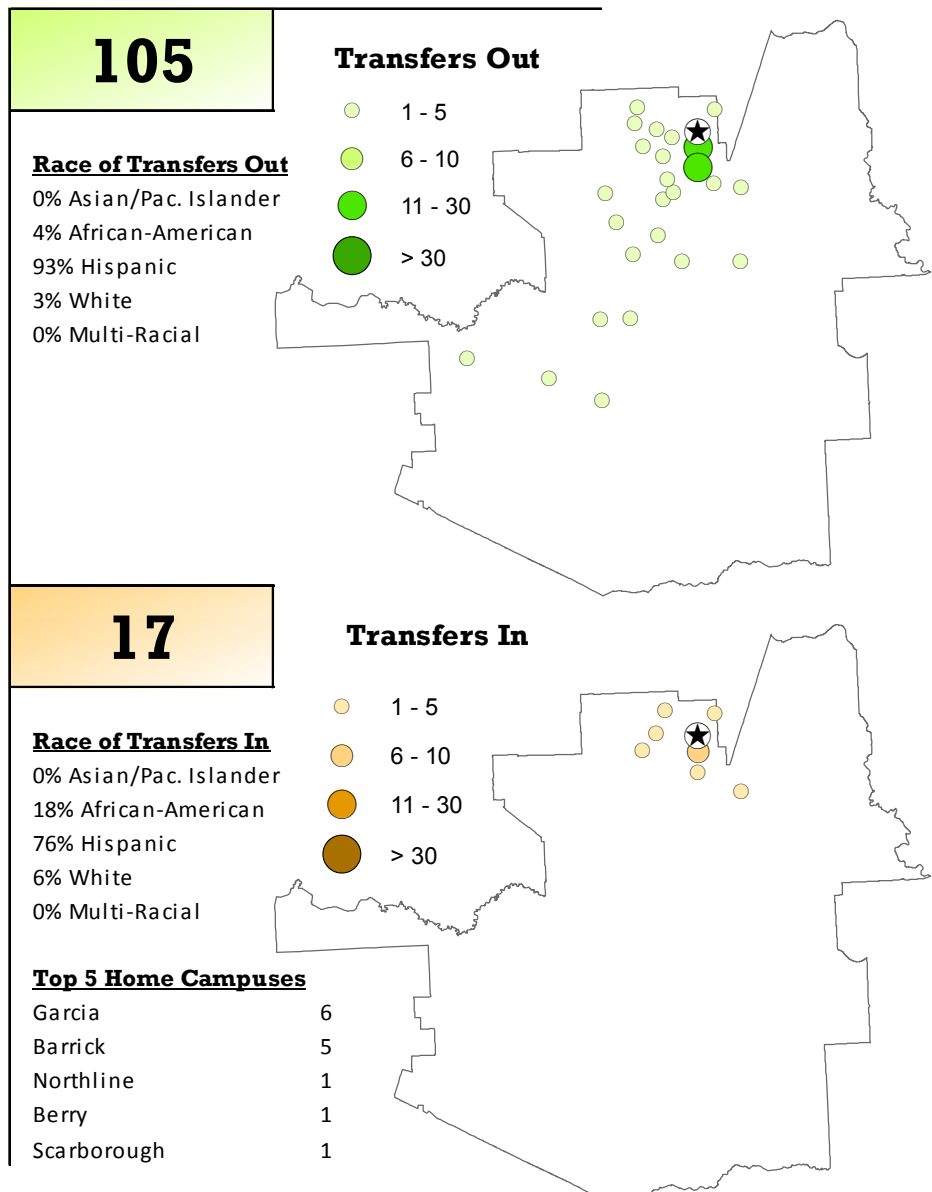 105
Transfers Out
1 - 5
6 - 10
11 - 30
> 30
Race of Transfers Out
0% Asian/Pac. Islander
4% African-American
93% Hispanic
3% White
0% Multi-Racial
17
Transfers In
1 - 5
6 - 10
11 - 30
> 30
Race of Transfers In
0% Asian/Pac. Islander
18% African-American
76% Hispanic
6% White
0% Multi-Racial
Top 5 Home Campuses
Garcia 6
Barrick 5
Northline 1
Berry 1
Scarborough 1